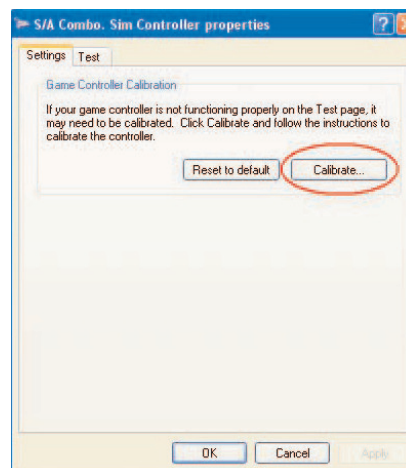 S/A Combo. Sim Controller properties
?
Settings Test
Game Controller Calibration
If your game controller is not functioning properly on the Test page, it
may need to be calibrated. Click Calibrate and follow the instructions to
calibrate the controller.
Reset to default Calibrate...
OK Cancel Apply